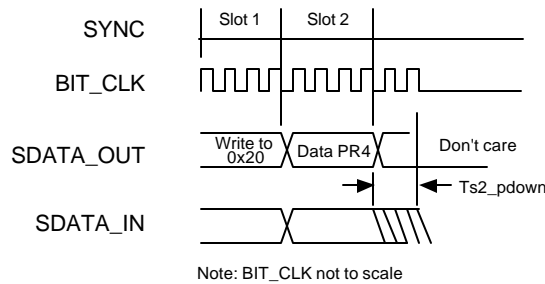 Slot 1
Slot 2
SYNC
BIT_CLK
SDATA_OUT
Write to
0x20
Data PR4
Don't care
Ts2_pdown
SDATA_IN
Note: BIT_CLK not to scale